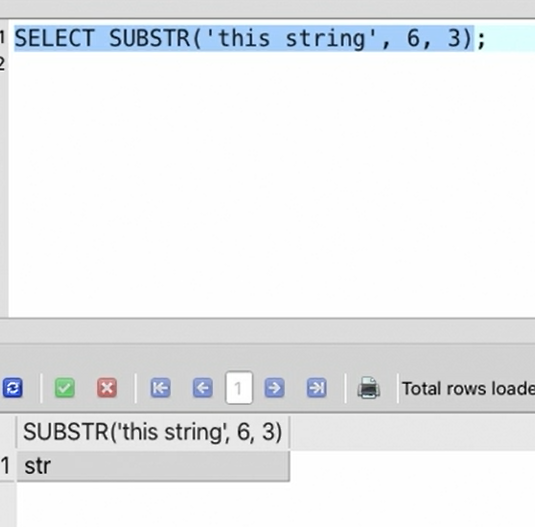 1 SELECT SUBSTR('this string', 6, 3);
2
1 Total rows loade
SUBSTR('this string', 6, 3)
1 str